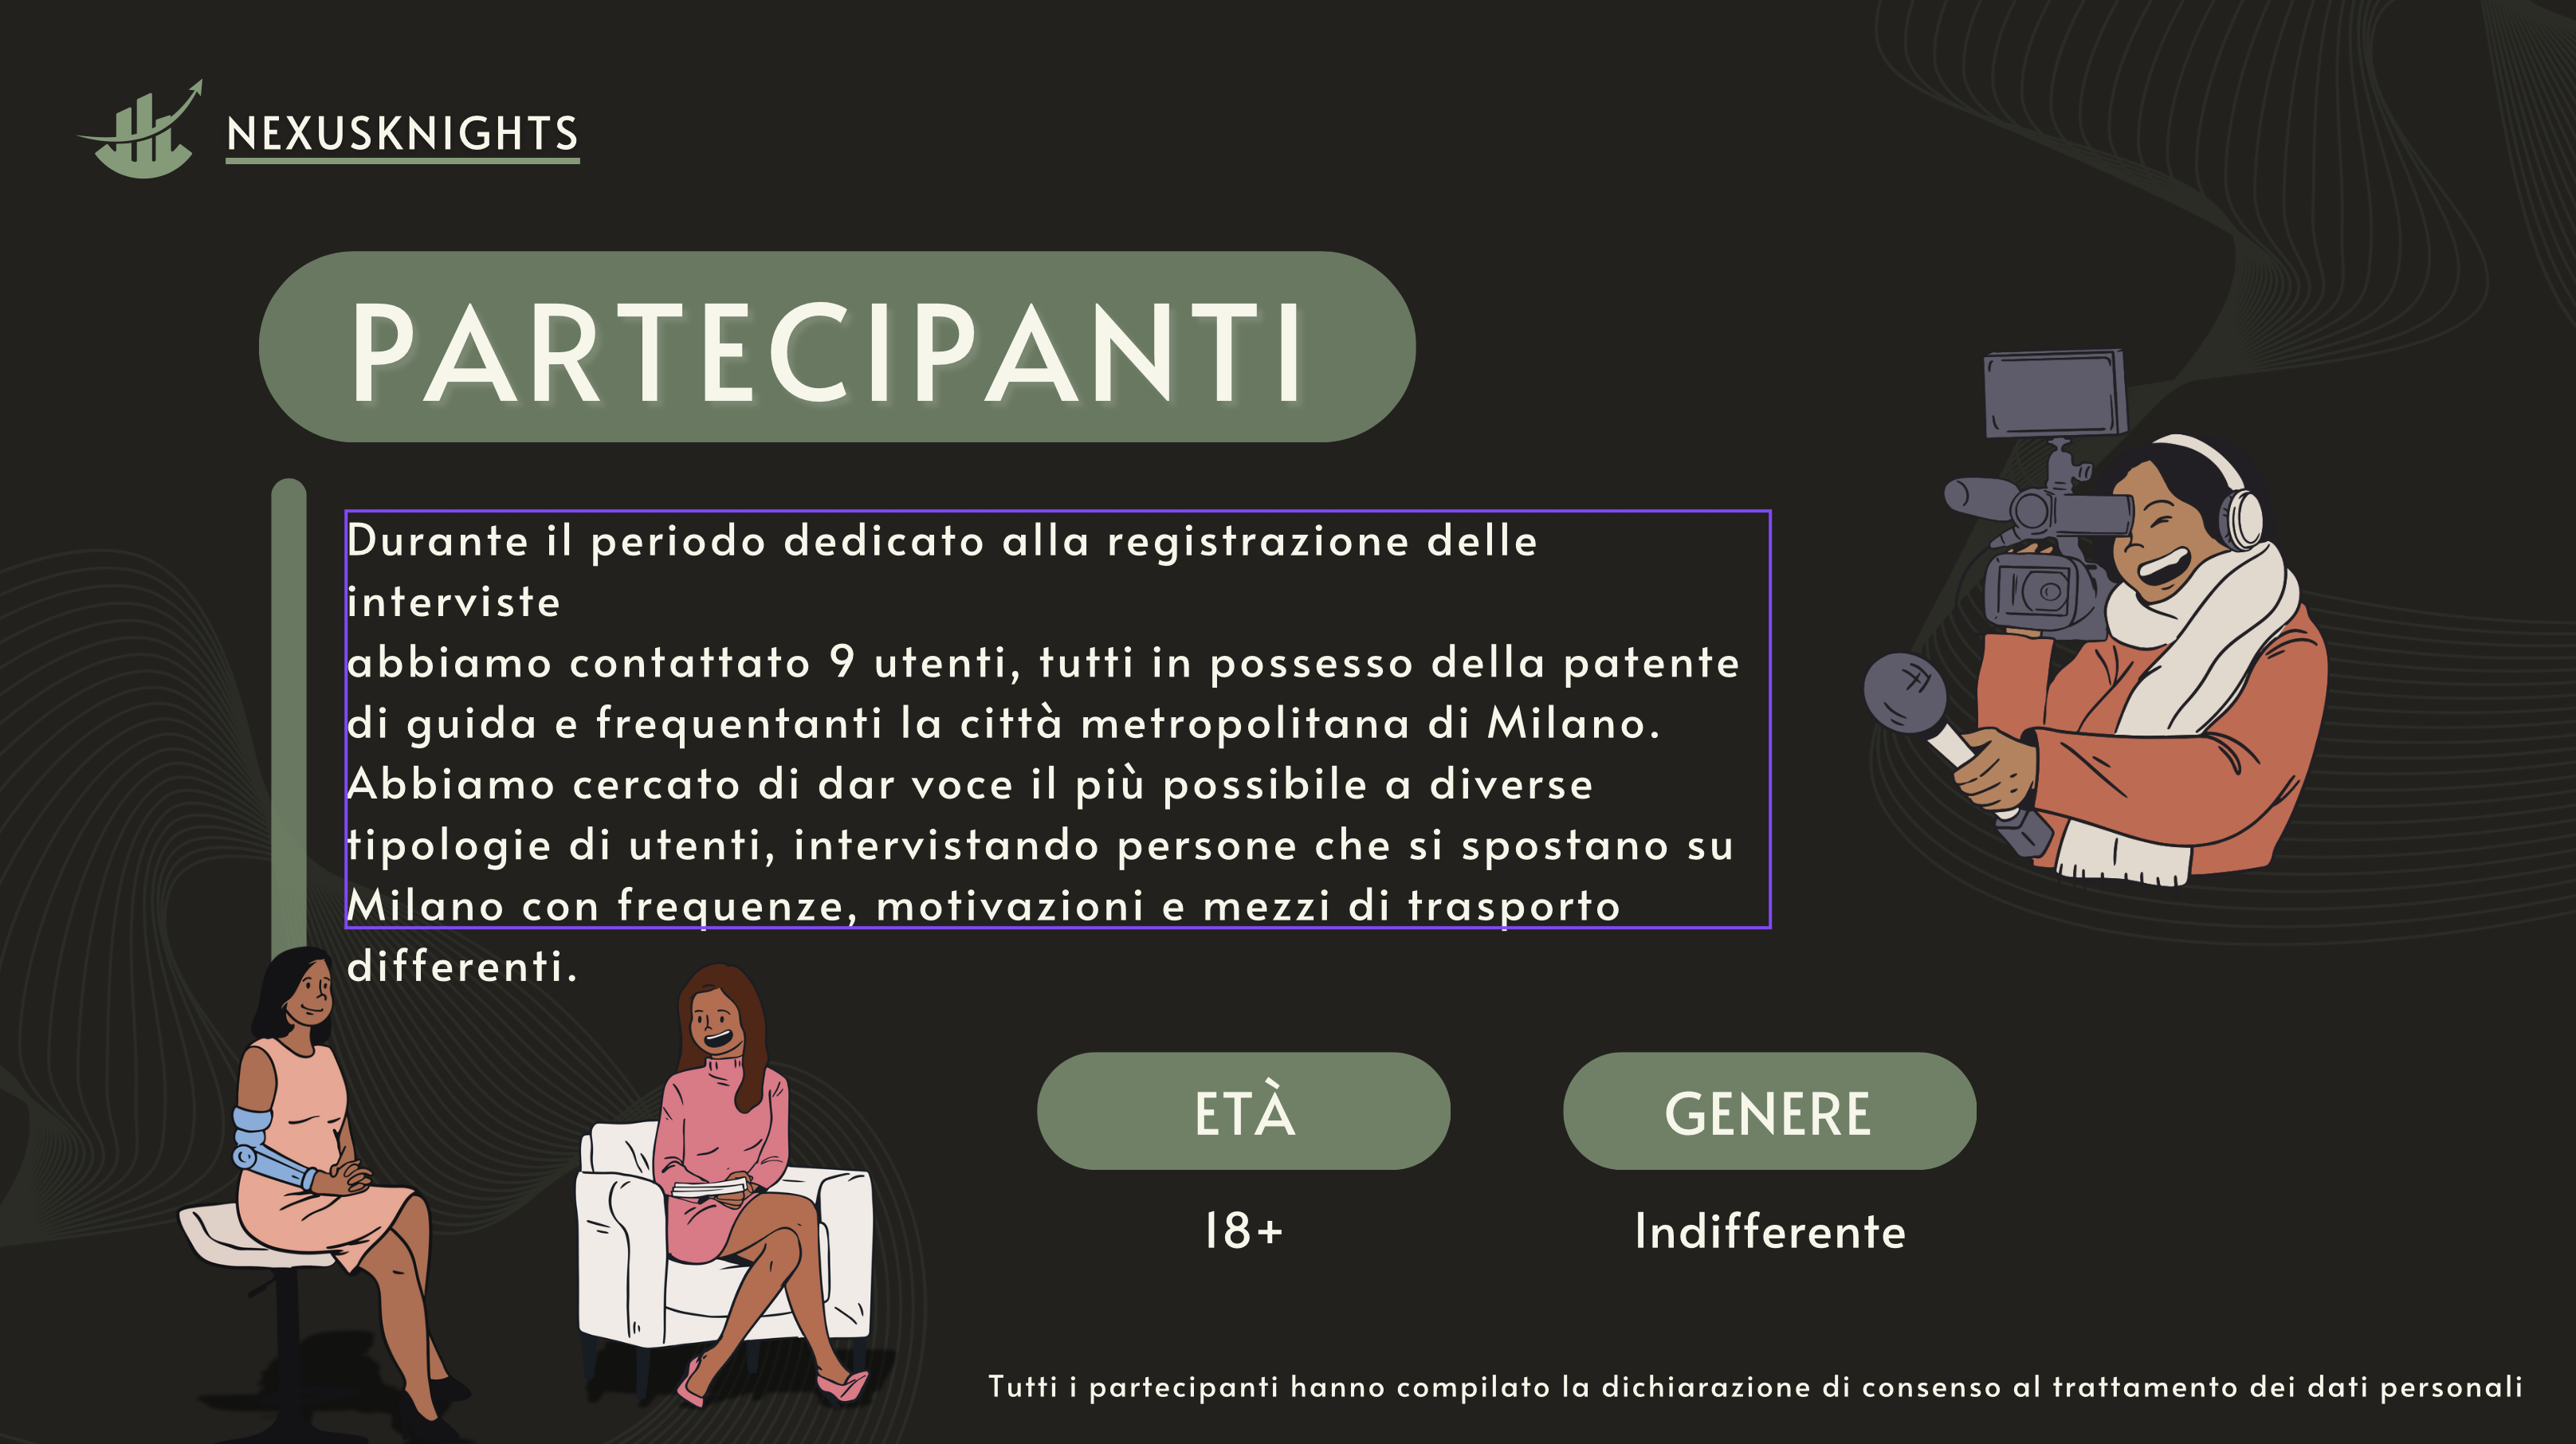 NEXUSKNIGHTS
PARTECIPANTI
Durante il periodo dedicato alla registrazione delle
interviste
abbiamo contattato 9 utenti, tutti in possesso della patente
di guida e frequentanti la città metropolitana di Milano.
Abbiamo cercato di dar voce il più possibile a diverse
tipologie di utenti, intervistando persone che si spostano su
Milano con frequenze, motivazioni e mezzi di trasporto
differenti.
ETÀ
18+
GENERE
Indifferente
Tutti i partecipanti hanno compilato la dichiarazione di consenso al trattamento dei dati personali